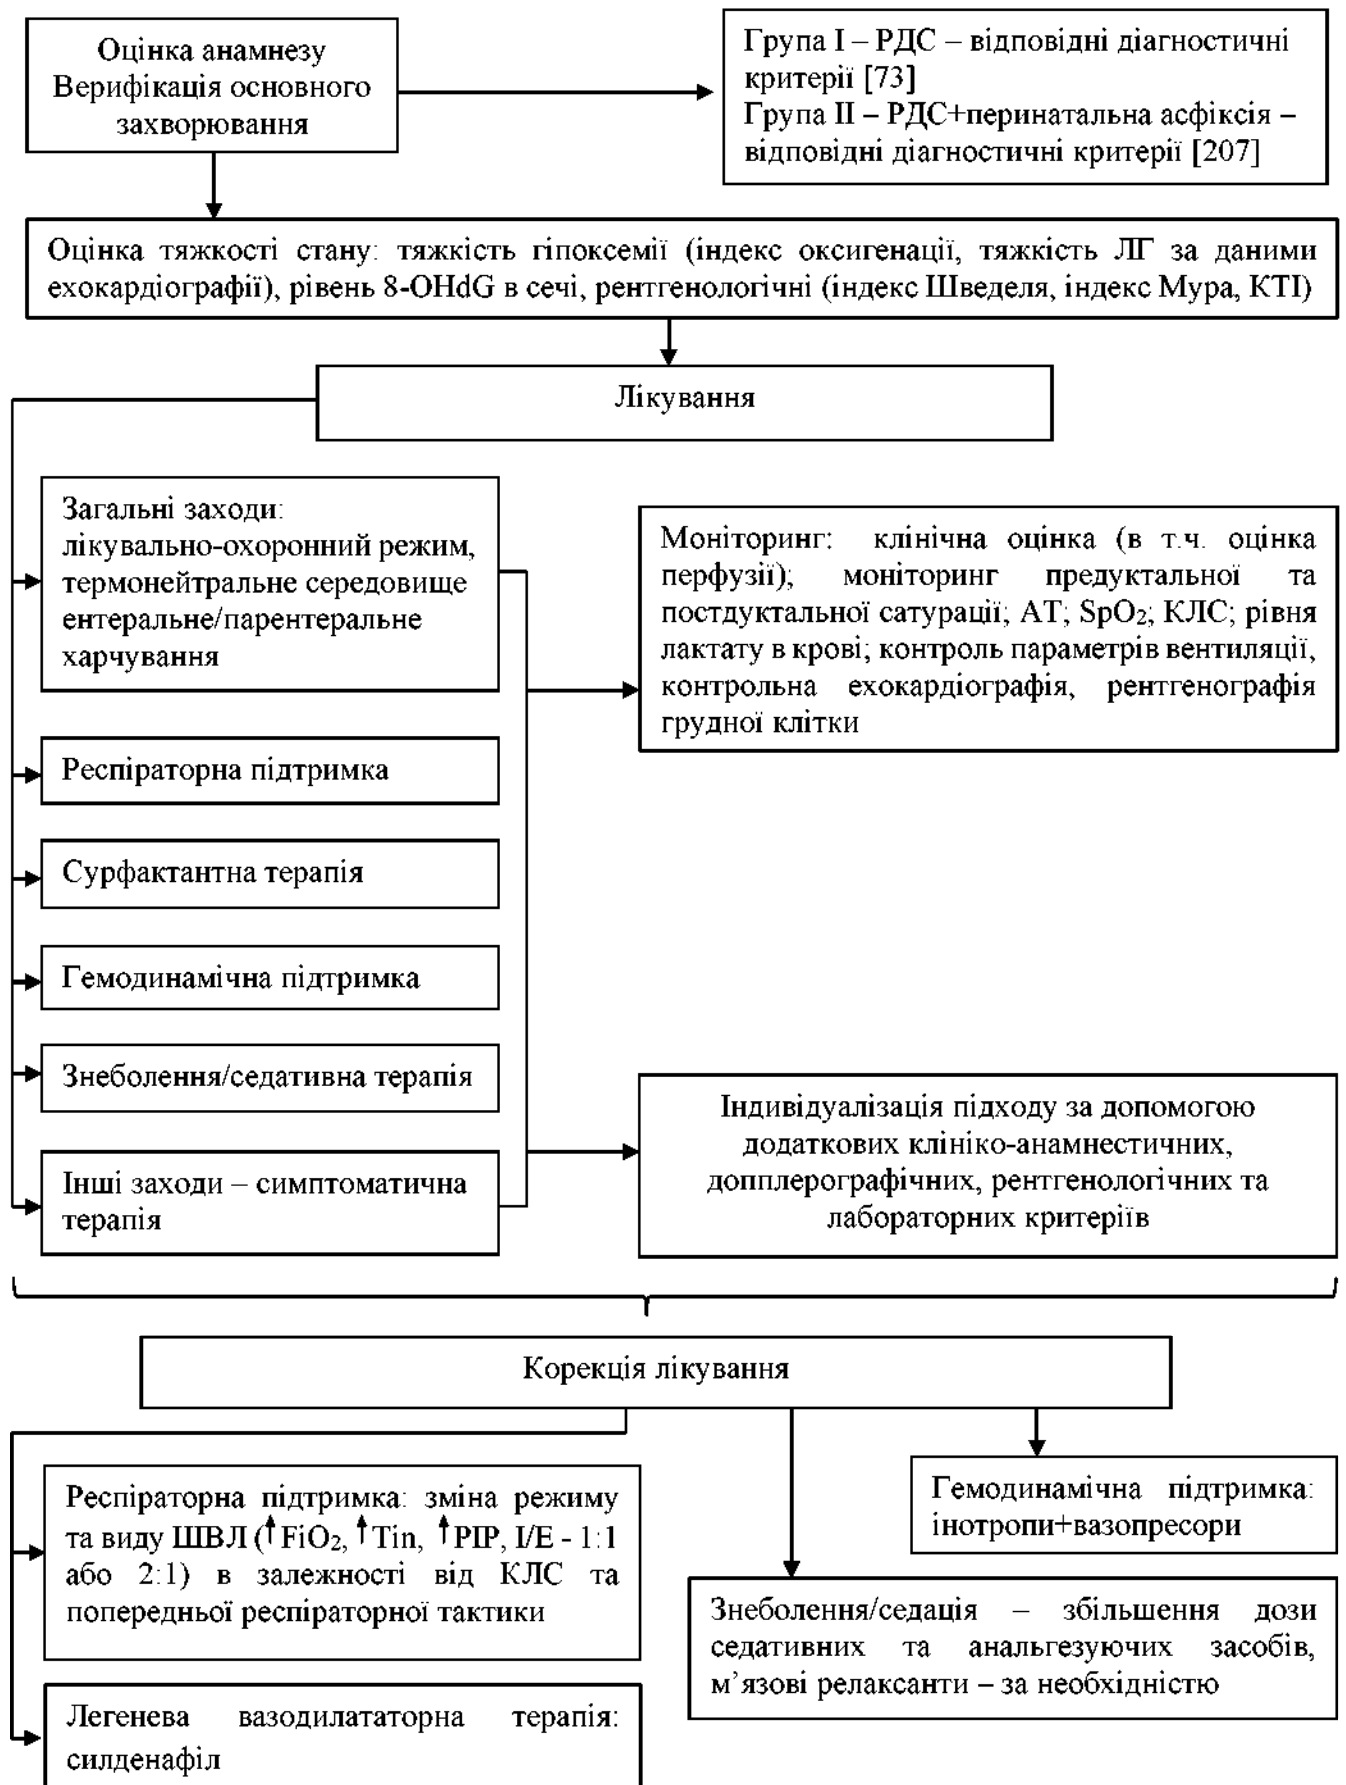 Оцінка анамнезу
Верифікація основного
захворювання
Група I – РДС – відповідні діагностичні
критерії [73]
Група II – РДС+перинатальна асфіксія –
відповідні діагностичні критерії [207]
Оцінка тяжкості стану: тяжкість гіпоксемії (індекс оксигенації, тяжкість ЛГ за даними
ехокардіографії), рівень 8-OHdG в сечі, рентгенологічні (індекс Шведеля, індекс Мура, КТІ)
Лікування
Загальні заходи:
лікувально-охоронний режим,
термонейтральне середовище
ентеральне/парентеральне
харчування
Моніторинг: клінічна оцінка (в т.ч. оцінка
перфузії); моніторинг предуктальної та
постдуктальної сатурації; АТ; SpO₂; КЛС; рівня
лактату в крові; контроль параметрів вентиляції,
контрольна ехокардіографія, рентгенографія
грудної клітки
Респіраторна підтримка
Сурфактантна терапія
Гемодинамічна підтримка
Знеболення/седативна терапія
Інші заходи – симптоматична
терапія
Індивідуалізація підходу за допомогою
додаткових клініко-анамнестичних,
допплерографічних, рентгенологічних та
лабораторних критеріїв
Корекція лікування
Респіраторна підтримка: зміна режиму
та виду ШВЛ (↑FiO₂, ↑Tin, ↑PIP, I/E - 1:1
або 2:1) в залежності від КЛС та
попередньої респіраторної тактики
Гемодинамічна підтримка:
інотропи+вазопресори
Знеболення/седація – збільшення дози
седативних та анальгезуючих засобів,
м’язові релаксанти – за необхідністю
Легенева вазодилататорна терапія:
силденафіл